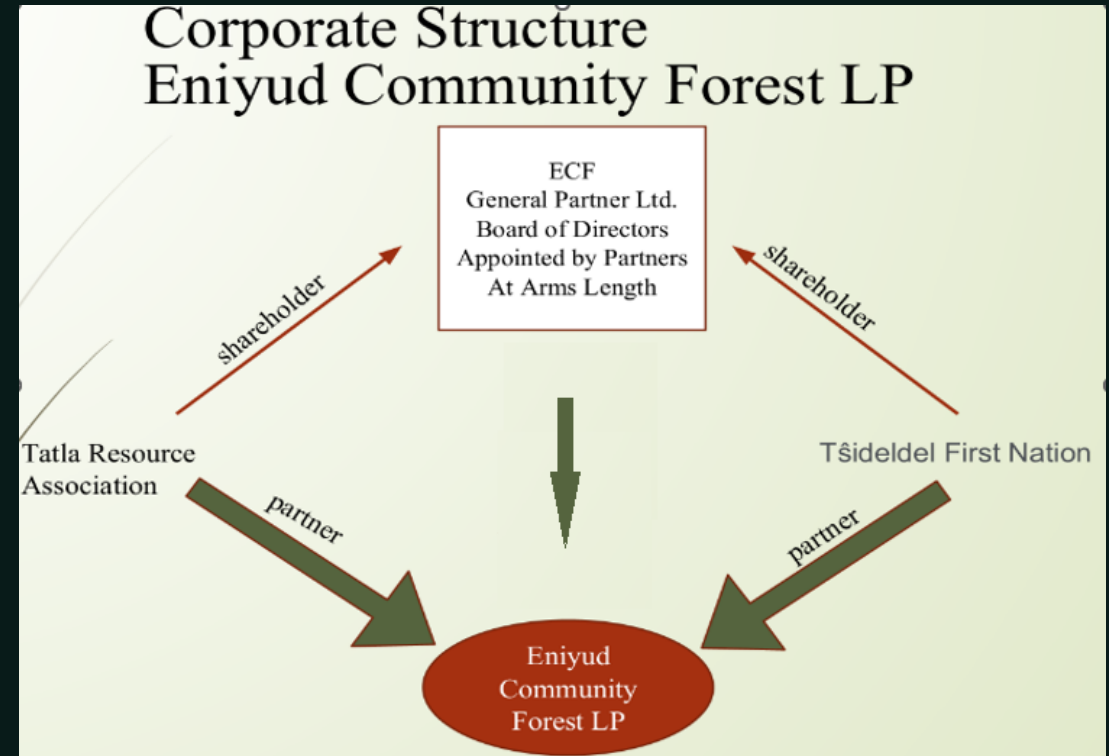 Corporate Structure
Eniyud Community Forest LP
ECF
General Partner Ltd.
Board of Directors
Appointed by Partners
At Arms Length
shareholder
shareholder
Tatla Resource
Association
Tŝideldel First Nation
partner
partner
Eniyud
Community
Forest LP